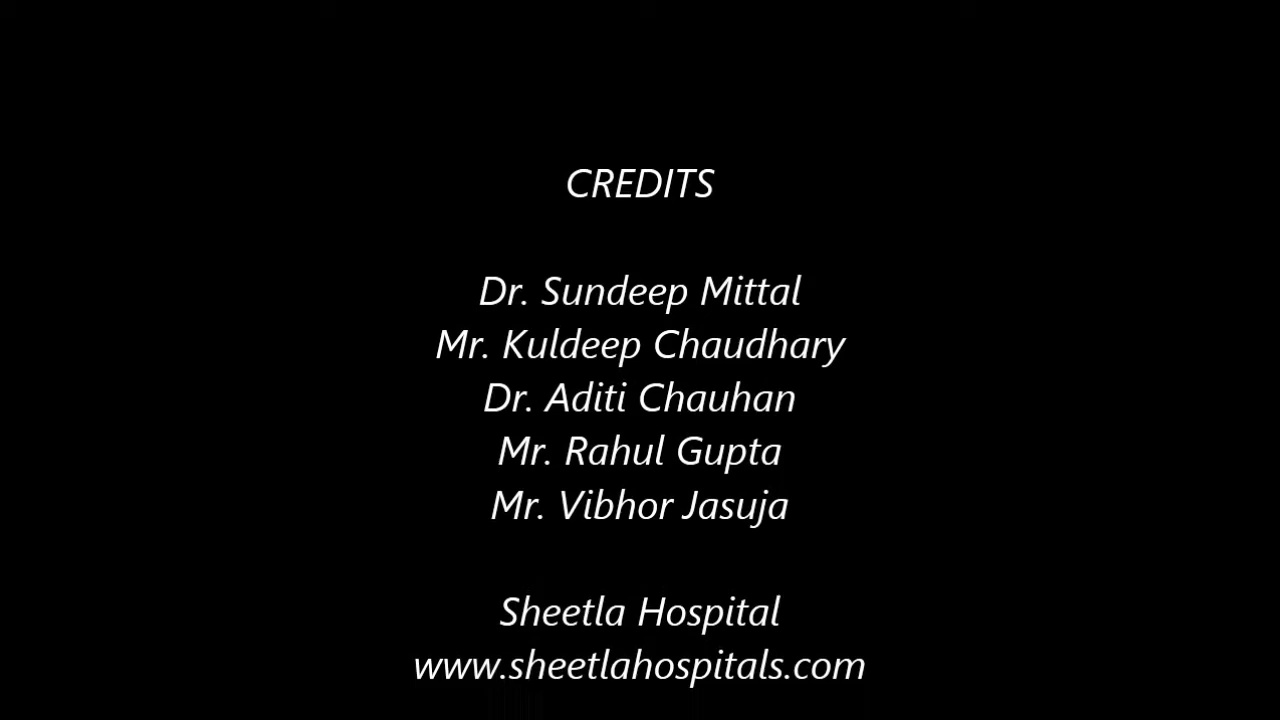 CREDITS
Dr. Sundeep Mittal
Mr. Kuldeep Chaudhary
Dr. Aditi Chauhan
Mr. Rahul Gupta
Mr. Vibhor Jasuja
Sheetla Hospital
www.sheetlahospitals.com